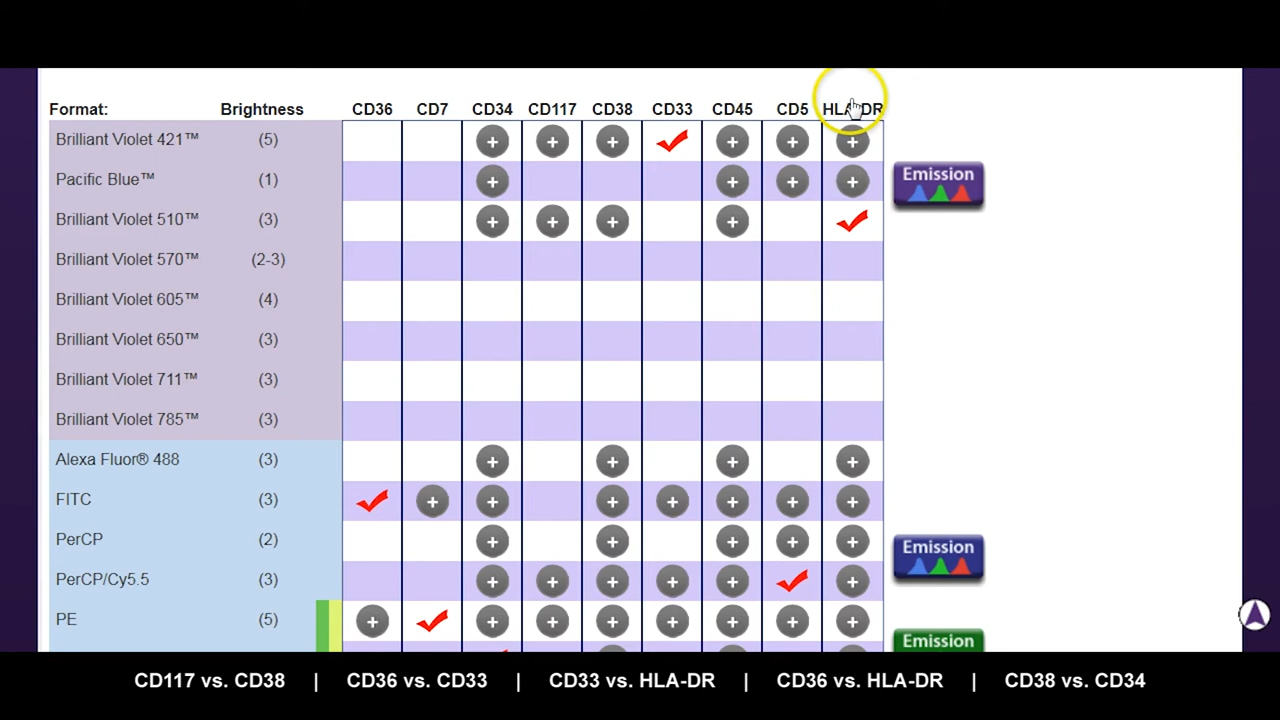 Format: Brightness CD36 CD7 CD34 CD117 CD38 CD33 CD45 CD5 HLA-DR
Brilliant Violet 421™ (5)
Pacific Blue™ (1)
Emission
Brilliant Violet 510™ (3)
Brilliant Violet 570™ (2-3)
Brilliant Violet 605™ (4)
Brilliant Violet 650™ (3)
Brilliant Violet 711™ (3)
Brilliant Violet 785™ (3)
Alexa Fluor® 488 (3)
FITC (3)
PerCP (2)
Emission
PerCP/Cy5.5 (3)
PE (5)
Emission
CD117 vs. CD38 | CD36 vs. CD33 | CD33 vs. HLA-DR | CD36 vs. HLA-DR | CD38 vs. CD34